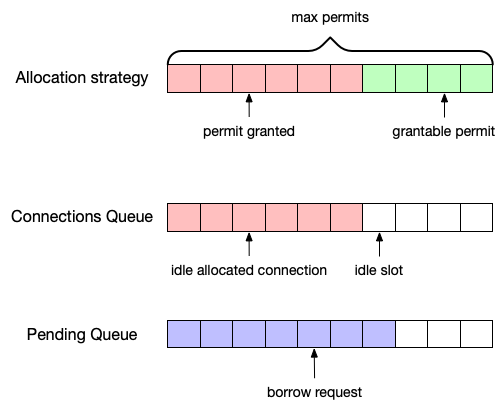 max permits
Allocation strategy
permit granted
grantable permit
Connections Queue
idle allocated connection
idle slot
Pending Queue
borrow request